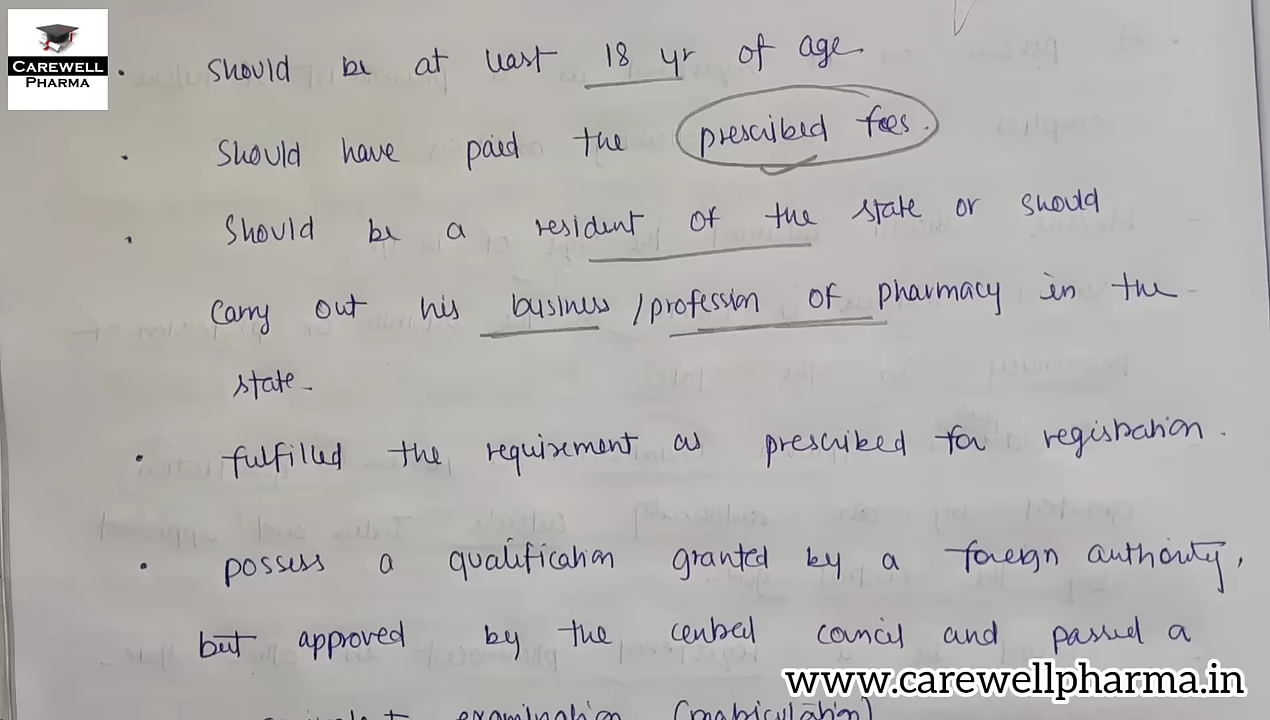 CAREWELL
PHARMA
• should be at least 18 yr of age
• should have paid the prescribed fees.
• should be a resident of the state or should
carry out his business / profession of pharmacy in the
state.
• fulfilled the requirement as prescribed for registration.
• possess a qualification granted by a foreign authority,
but approved by the central council and passed a
www.carewellpharma.in
examination (matriculation)